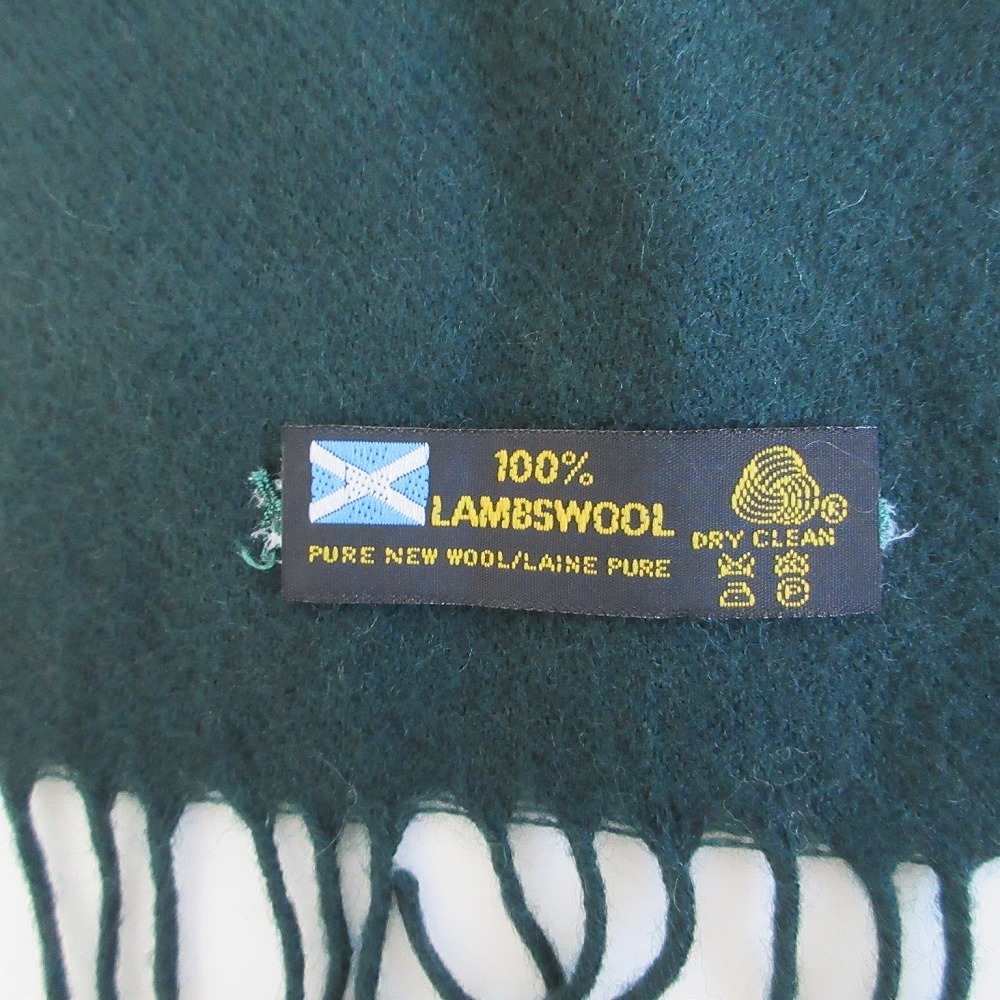 100%
LAMBSWOOL
PURE NEW WOOL/LAINE PURE
®
DRY CLEAN
P